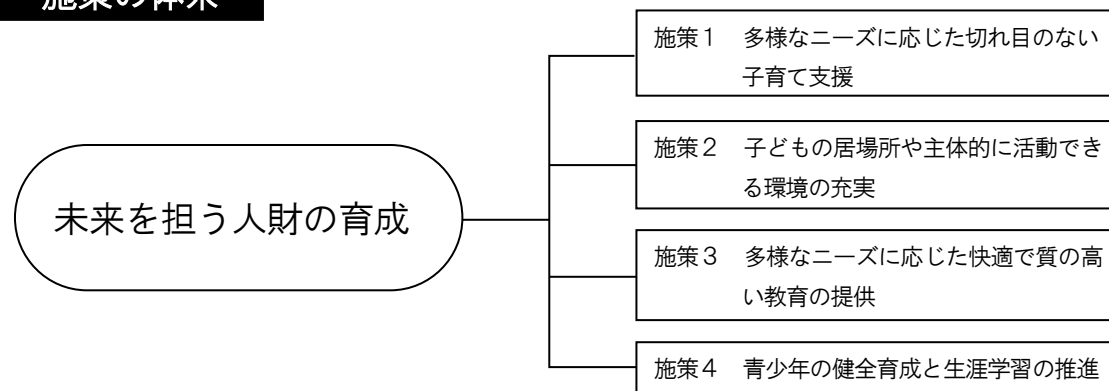 施策の体系
未来を担う人財の育成
施策１　多様なニーズに応じた切れ目のない
子育て支援
施策２　子どもの居場所や主体的に活動でき
る環境の充実
施策３　多様なニーズに応じた快適で質の高
い教育の提供
施策４　青少年の健全育成と生涯学習の推進